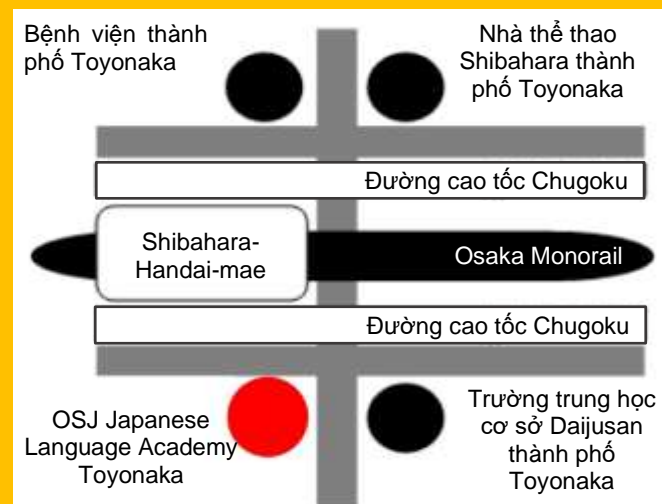 Bệnh viện thành
phố Toyonaka
Nhà thể thao
Shibahara thành
phố Toyonaka
Đường cao tốc Chugoku
Shibahara-
Handai-mae
Osaka Monorail
Đường cao tốc Chugoku
OSJ Japanese
Language Academy
Toyonaka
Trường trung học
cơ sở Daijusan
thành phố
Toyonaka